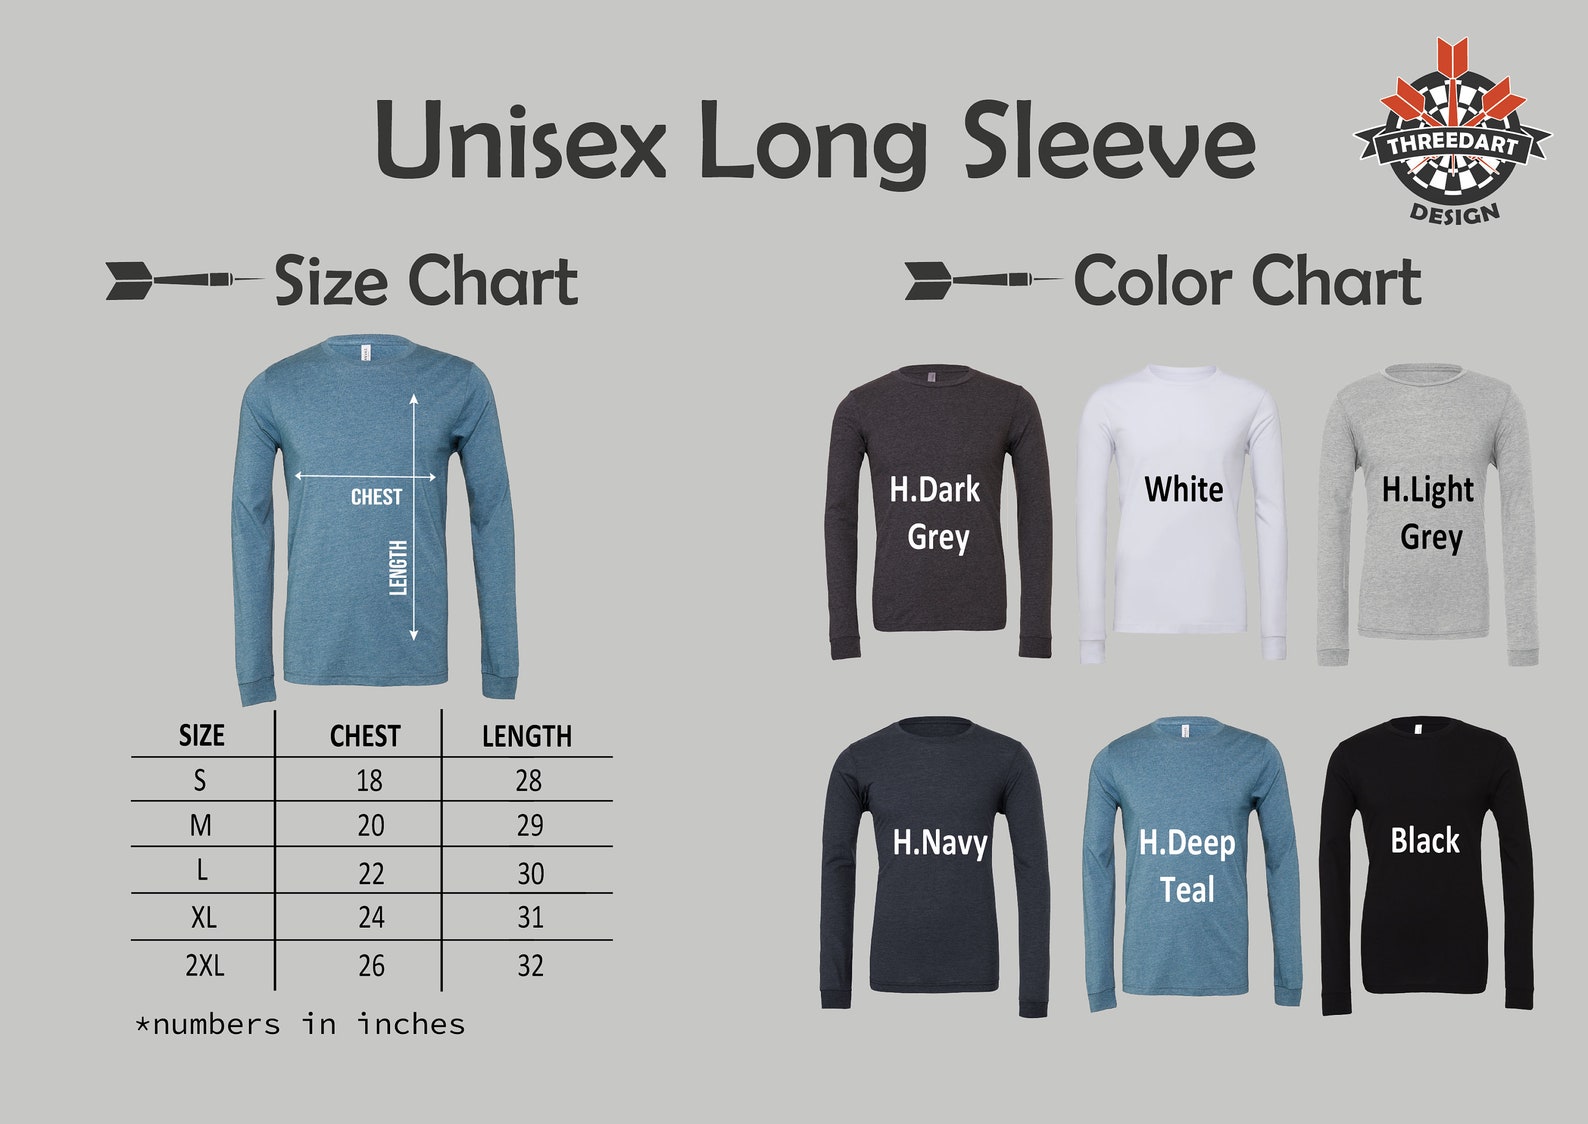 Unisex Long Sleeve
THREEDART
DESIGN
Size Chart
CHEST
LENGTH
SIZE CHEST LENGTH
S 18 28
M 20 29
L 22 30
XL 24 31
2XL 26 32
*numbers in inches
Color Chart
H.Dark
Grey
White
H.Light
Grey
H.Navy
H.Deep
Teal
Black